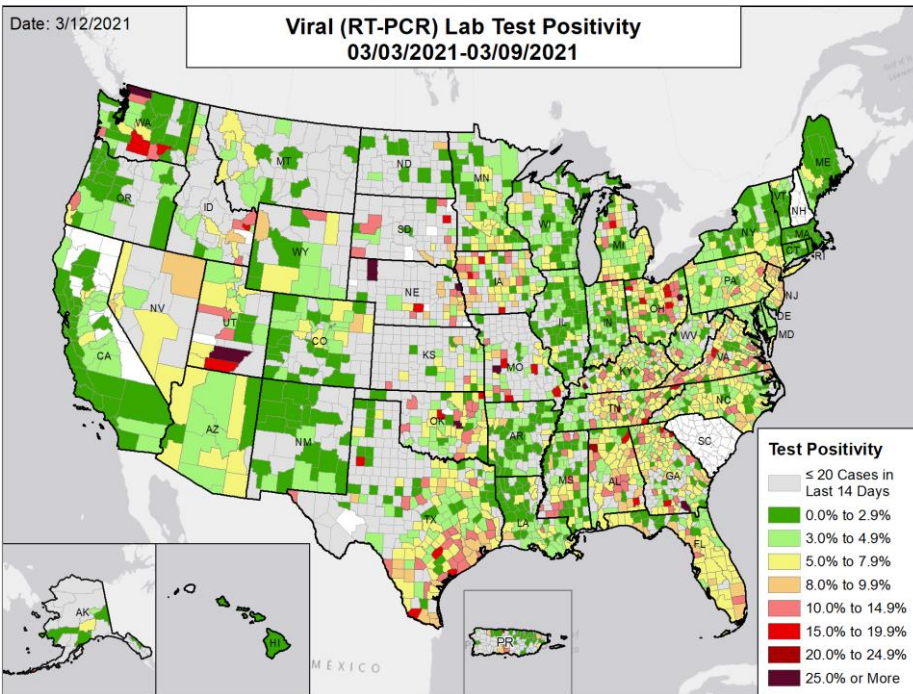 Date: 3/12/2021
Viral (RT-PCR) Lab Test Positivity
03/03/2021-03/09/2021
WA
MT
ND
MN
ME
OR
ID
SD
WI
VT
NH
NY
MA
CT
RI
WY
MI
IA
NE
PA
NJ
NV
UT
CO
IL
IN
OH
DE
MD
CA
KS
MO
WV
VA
KY
AZ
NM
OK
AR
TN
NC
SC
MS
AL
GA
TX
LA
FL
AK
HI
PR
MÉXICO
Test Positivity
≤ 20 Cases in
Last 14 Days
0.0% to 2.9%
3.0% to 4.9%
5.0% to 7.9%
8.0% to 9.9%
10.0% to 14.9%
15.0% to 19.9%
20.0% to 24.9%
25.0% or More